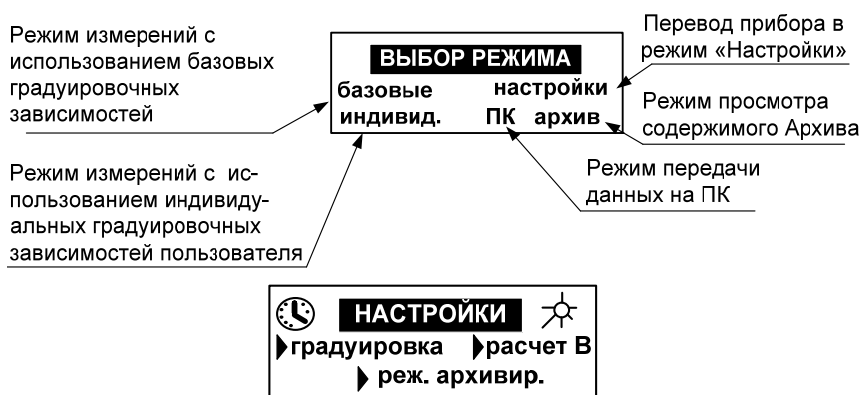 Режим измерений с
использованием базовых
градуировочных
зависимостей
Режим измерений с ис-
пользованием индивиду-
альных градуировочных
зависимостей пользователя
ВЫБОР РЕЖИМА
базовые настройки
индивид. ПК архив
Перевод прибора в
режим «Настройки»
Режим просмотра
содержимого Архива
Режим передачи
данных на ПК
НАСТРОЙКИ
градуировка расчет В
реж. архивир.